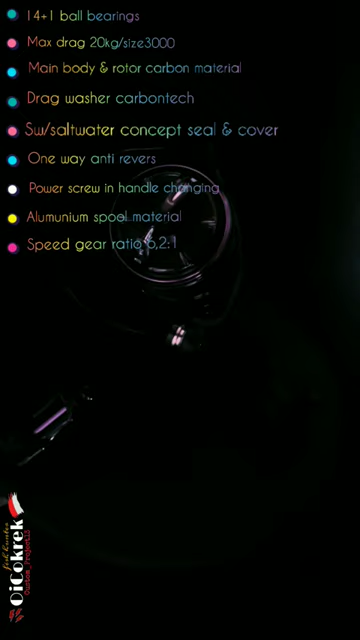 14+1 ball bearings
Max drag 20kg/size3000
Main body & rotor carbon material
Drag washer carbontech
Sw/saltwater concept seal & cover
One way anti revers
Power screw in handle changing
Alumunium spool material
Speed gear ratio 6,2:1
OiCokrek